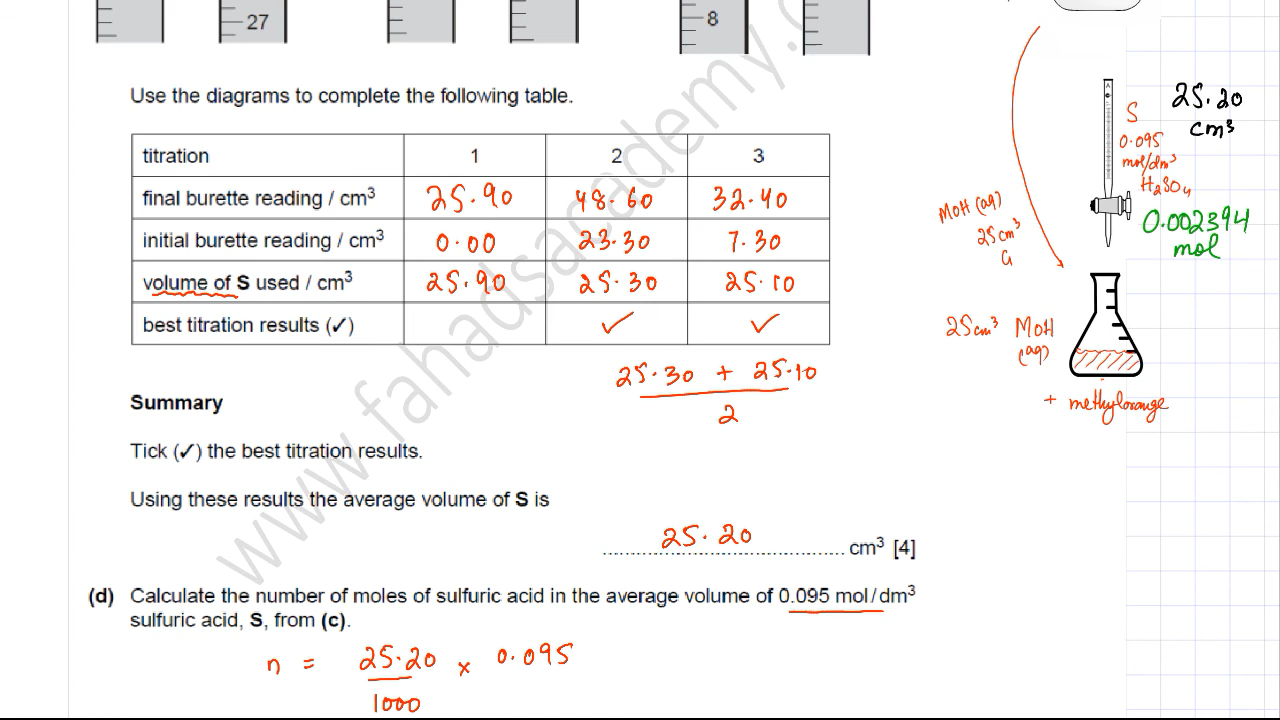 27
8
Use the diagrams to complete the following table.
titration 1 2 3
final burette reading / cm³ 25.90 48.60 32.40
initial burette reading / cm³ 0.00 23.30 7.30
volume of S used / cm³ 25.90 25.30 25.10
best titration results (✓) ✓ ✓
25.30 + 25.10
2
Summary
Tick (✓) the best titration results.
Using these results the average volume of S is
25.20 cm³ [4]
(d) Calculate the number of moles of sulfuric acid in the average volume of 0.095 mol/dm³
sulfuric acid, S, from (c).
n = 25.20 × 0.095
1000
www.fahadsacademy.c
25.20
cm³
S
0.095
mol/dm³
H₂SO₄
0.002394
mol
MOH (aq)
25cm³
25cm³ MOH
(aq)
+ methylorange